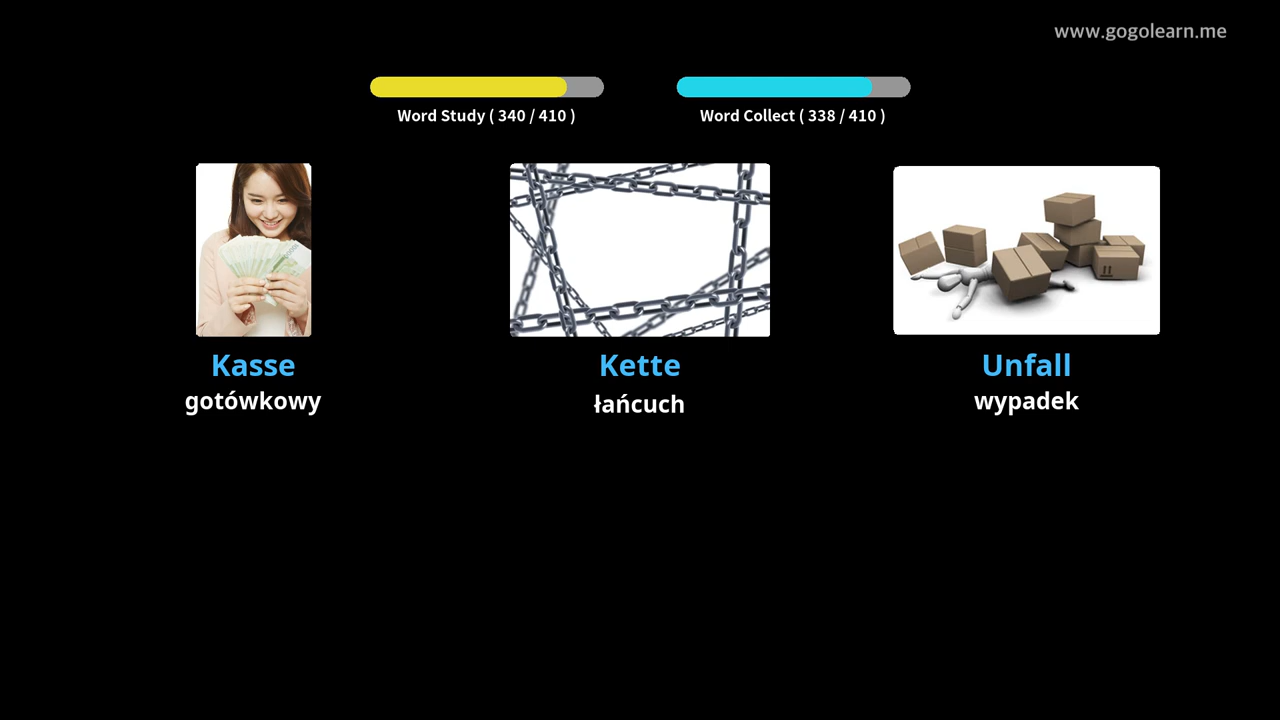 www.gogolearn.me
Word Study ( 340 / 410 )
Word Collect ( 338 / 410 )
Kasse
gotówkowy
Kette
łańcuch
Unfall
wypadek